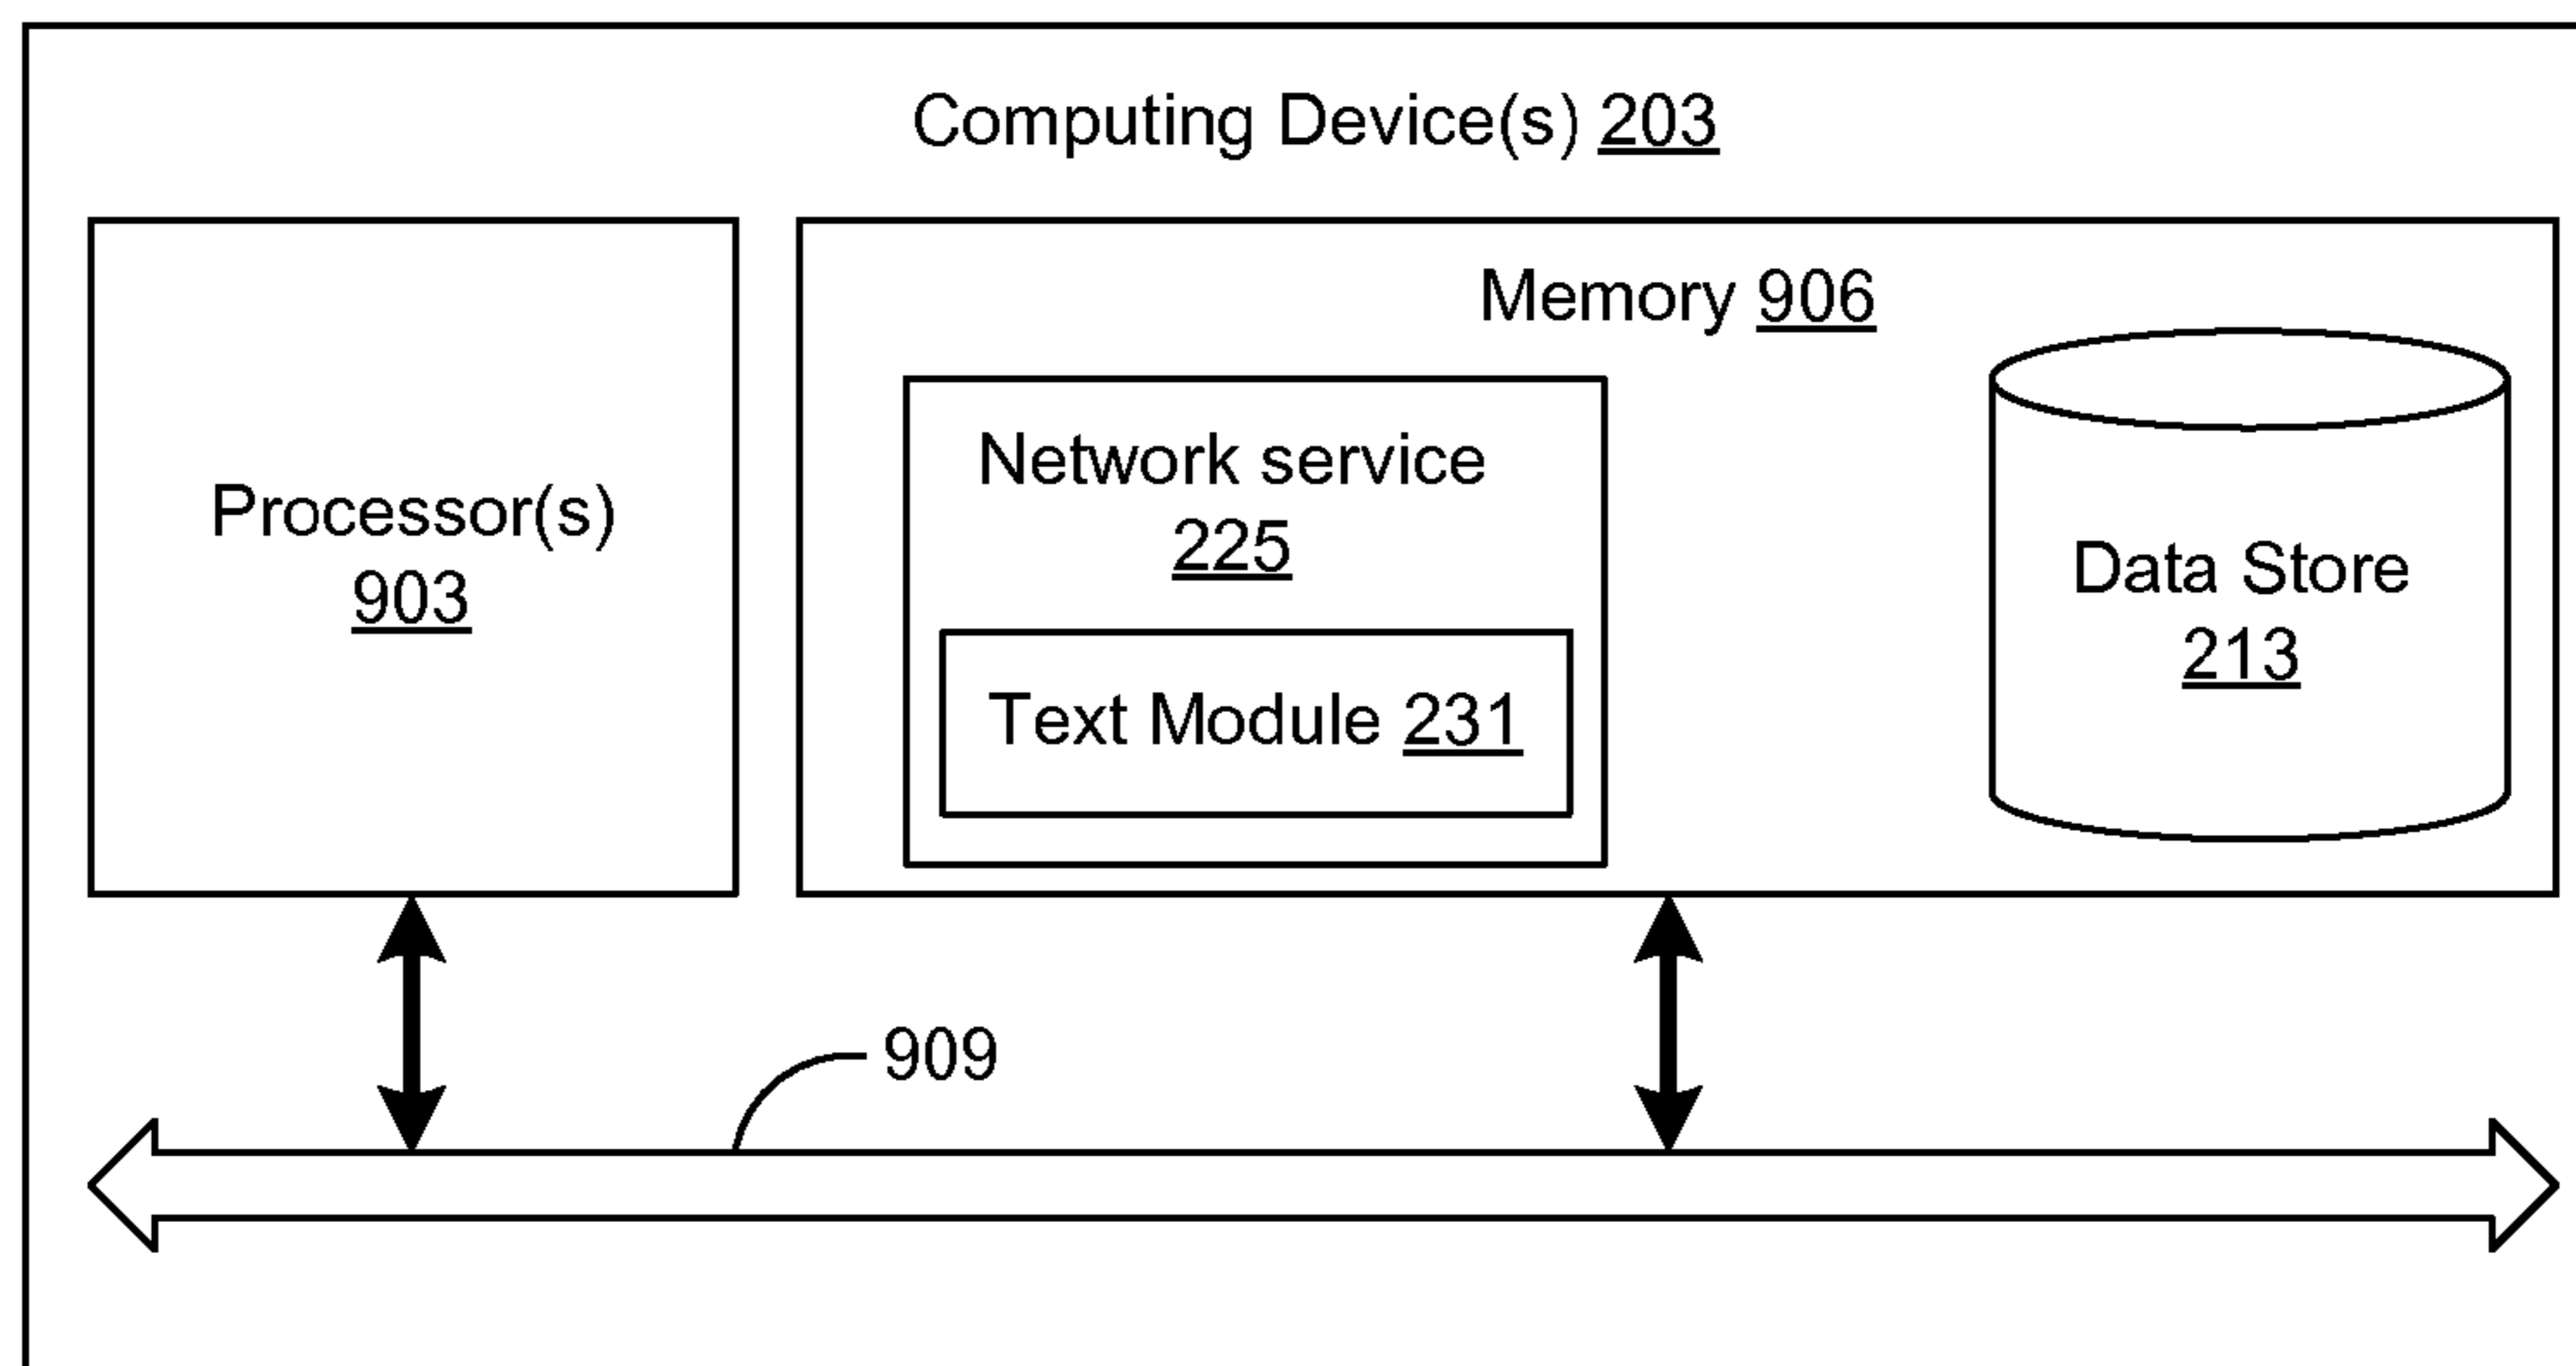 Computing Device(s) 203
Processor(s)
903
Memory 906
Network service
225
Text Module 231
Data Store
213
909